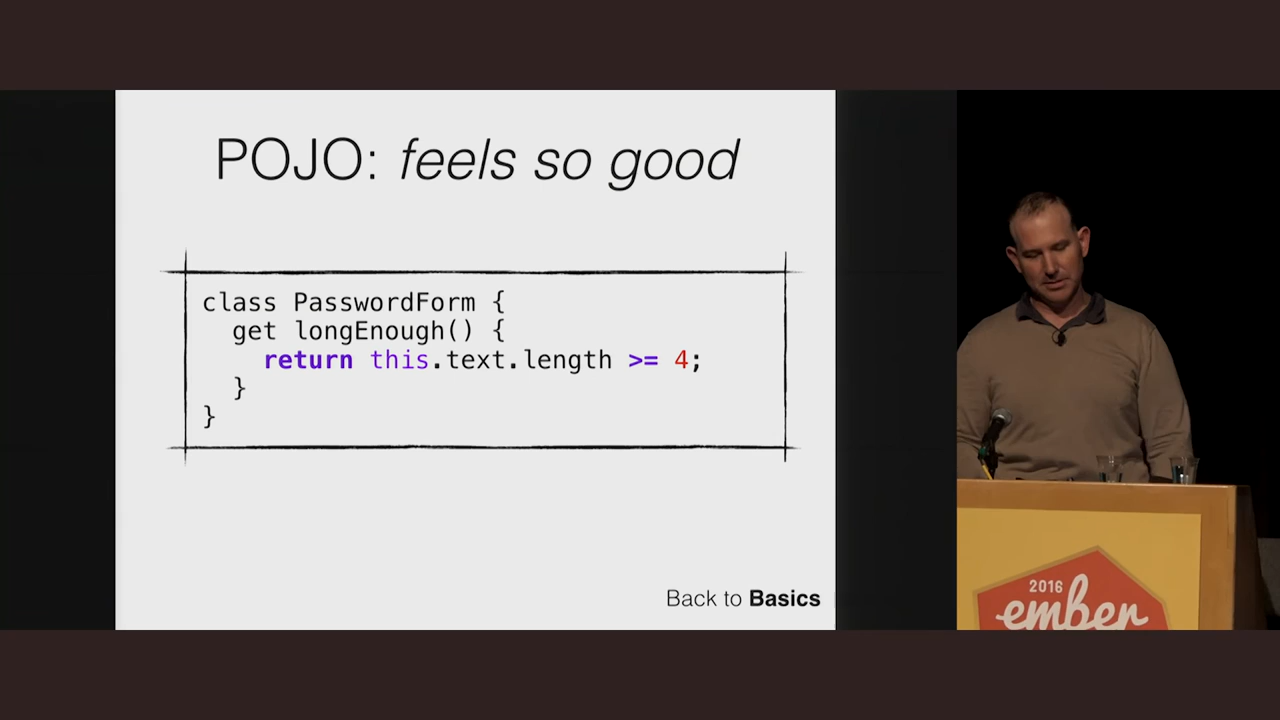 POJO: feels so good
class PasswordForm {
  get longEnough() {
    return this.text.length >= 4;
  }
}
Back to Basics
2016
ember